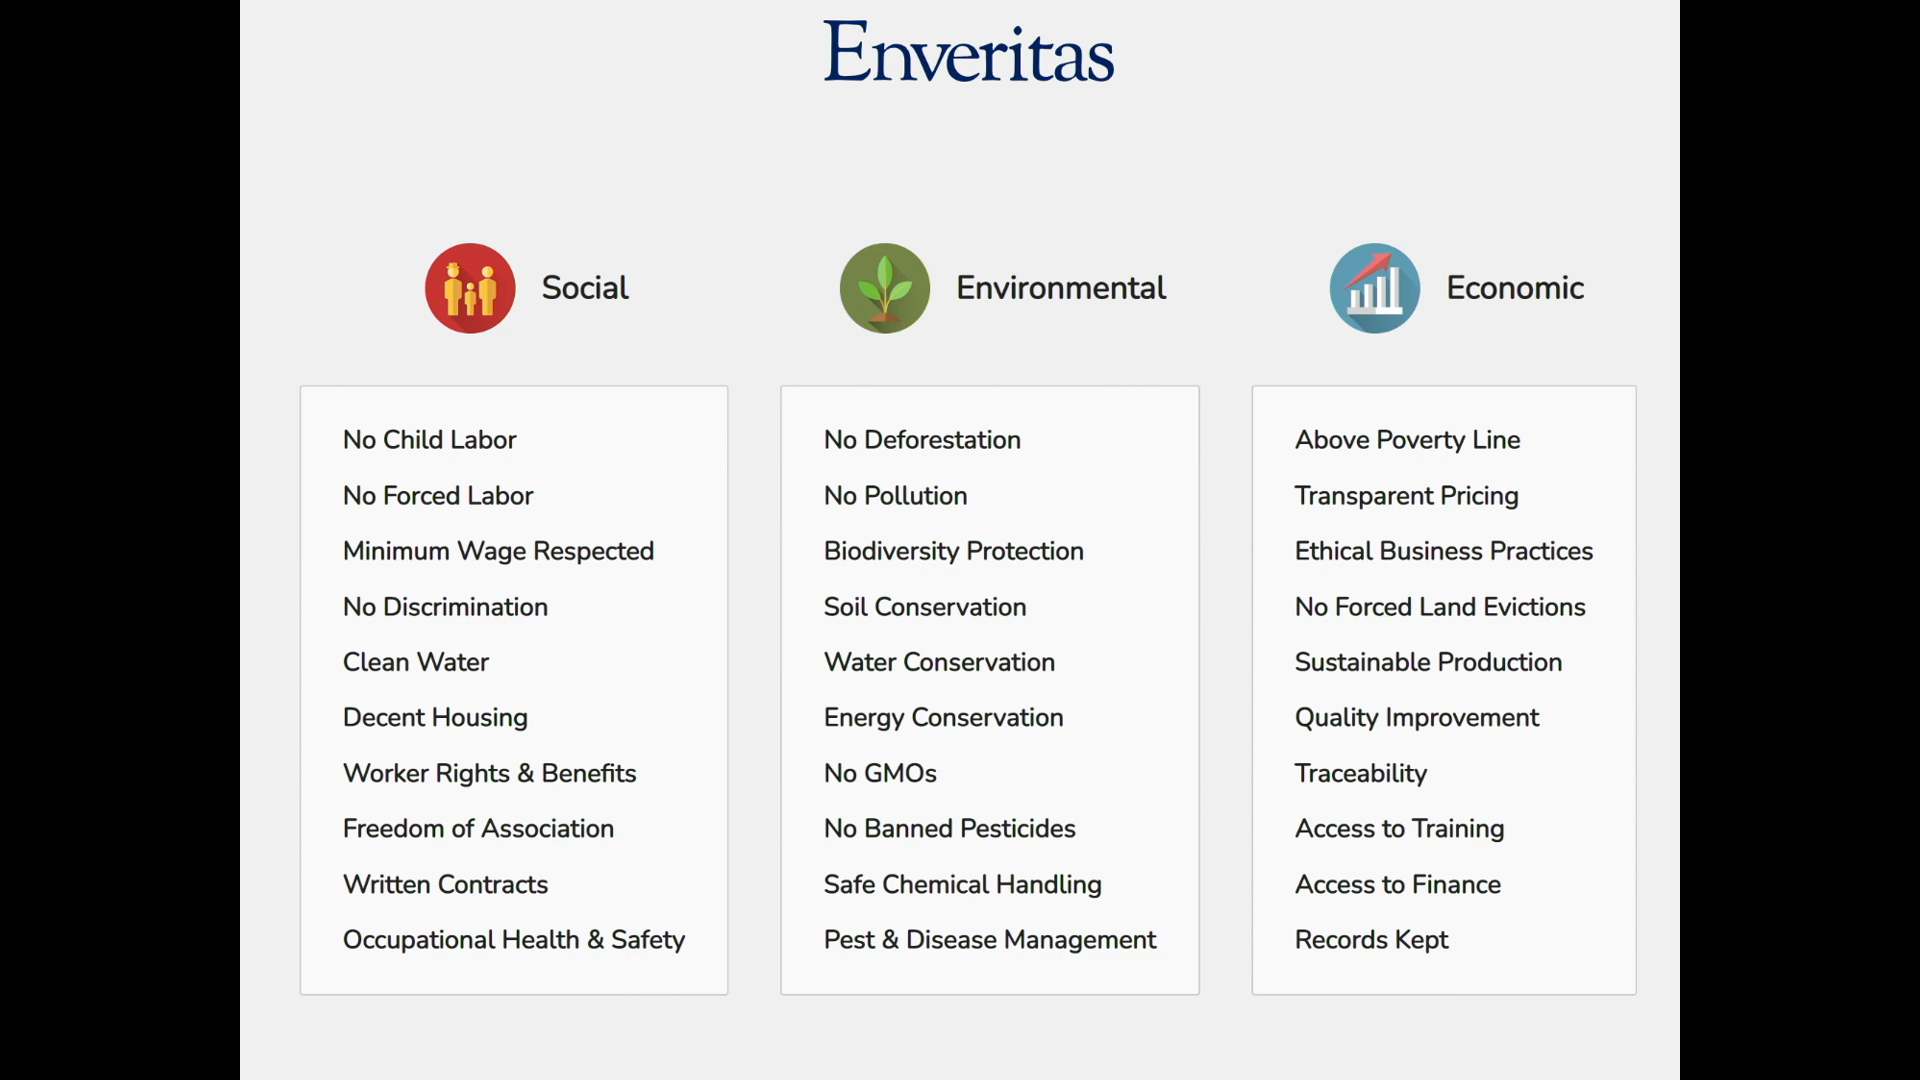 Enveritas
Social
No Child Labor
No Forced Labor
Minimum Wage Respected
No Discrimination
Clean Water
Decent Housing
Worker Rights & Benefits
Freedom of Association
Written Contracts
Occupational Health & Safety
Environmental
No Deforestation
No Pollution
Biodiversity Protection
Soil Conservation
Water Conservation
Energy Conservation
No GMOs
No Banned Pesticides
Safe Chemical Handling
Pest & Disease Management
Economic
Above Poverty Line
Transparent Pricing
Ethical Business Practices
No Forced Land Evictions
Sustainable Production
Quality Improvement
Traceability
Access to Training
Access to Finance
Records Kept